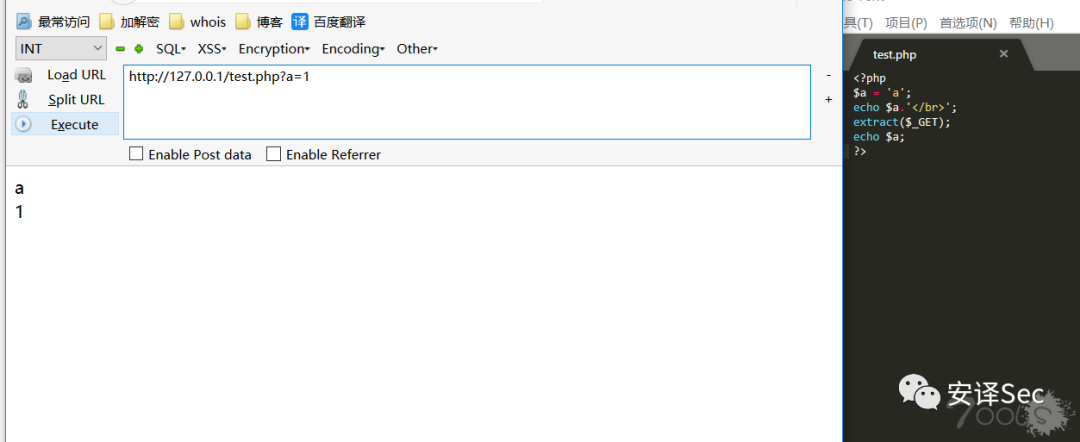 最常访问 加解密 whois 博客 译 百度翻译
INT SQL XSS Encryption Encoding Other
Load URL
Split URL
Execute
http://127.0.0.1/test.php?a=1
-
+
Enable Post data Enable Referrer
a
1
具(T) 项目(P) 首选项(N) 帮助(H)
test.php ×
<?php
$a = 'a';
echo $a.'</br>';
extract($_GET);
echo $a;
?>
安译Sec
7ools